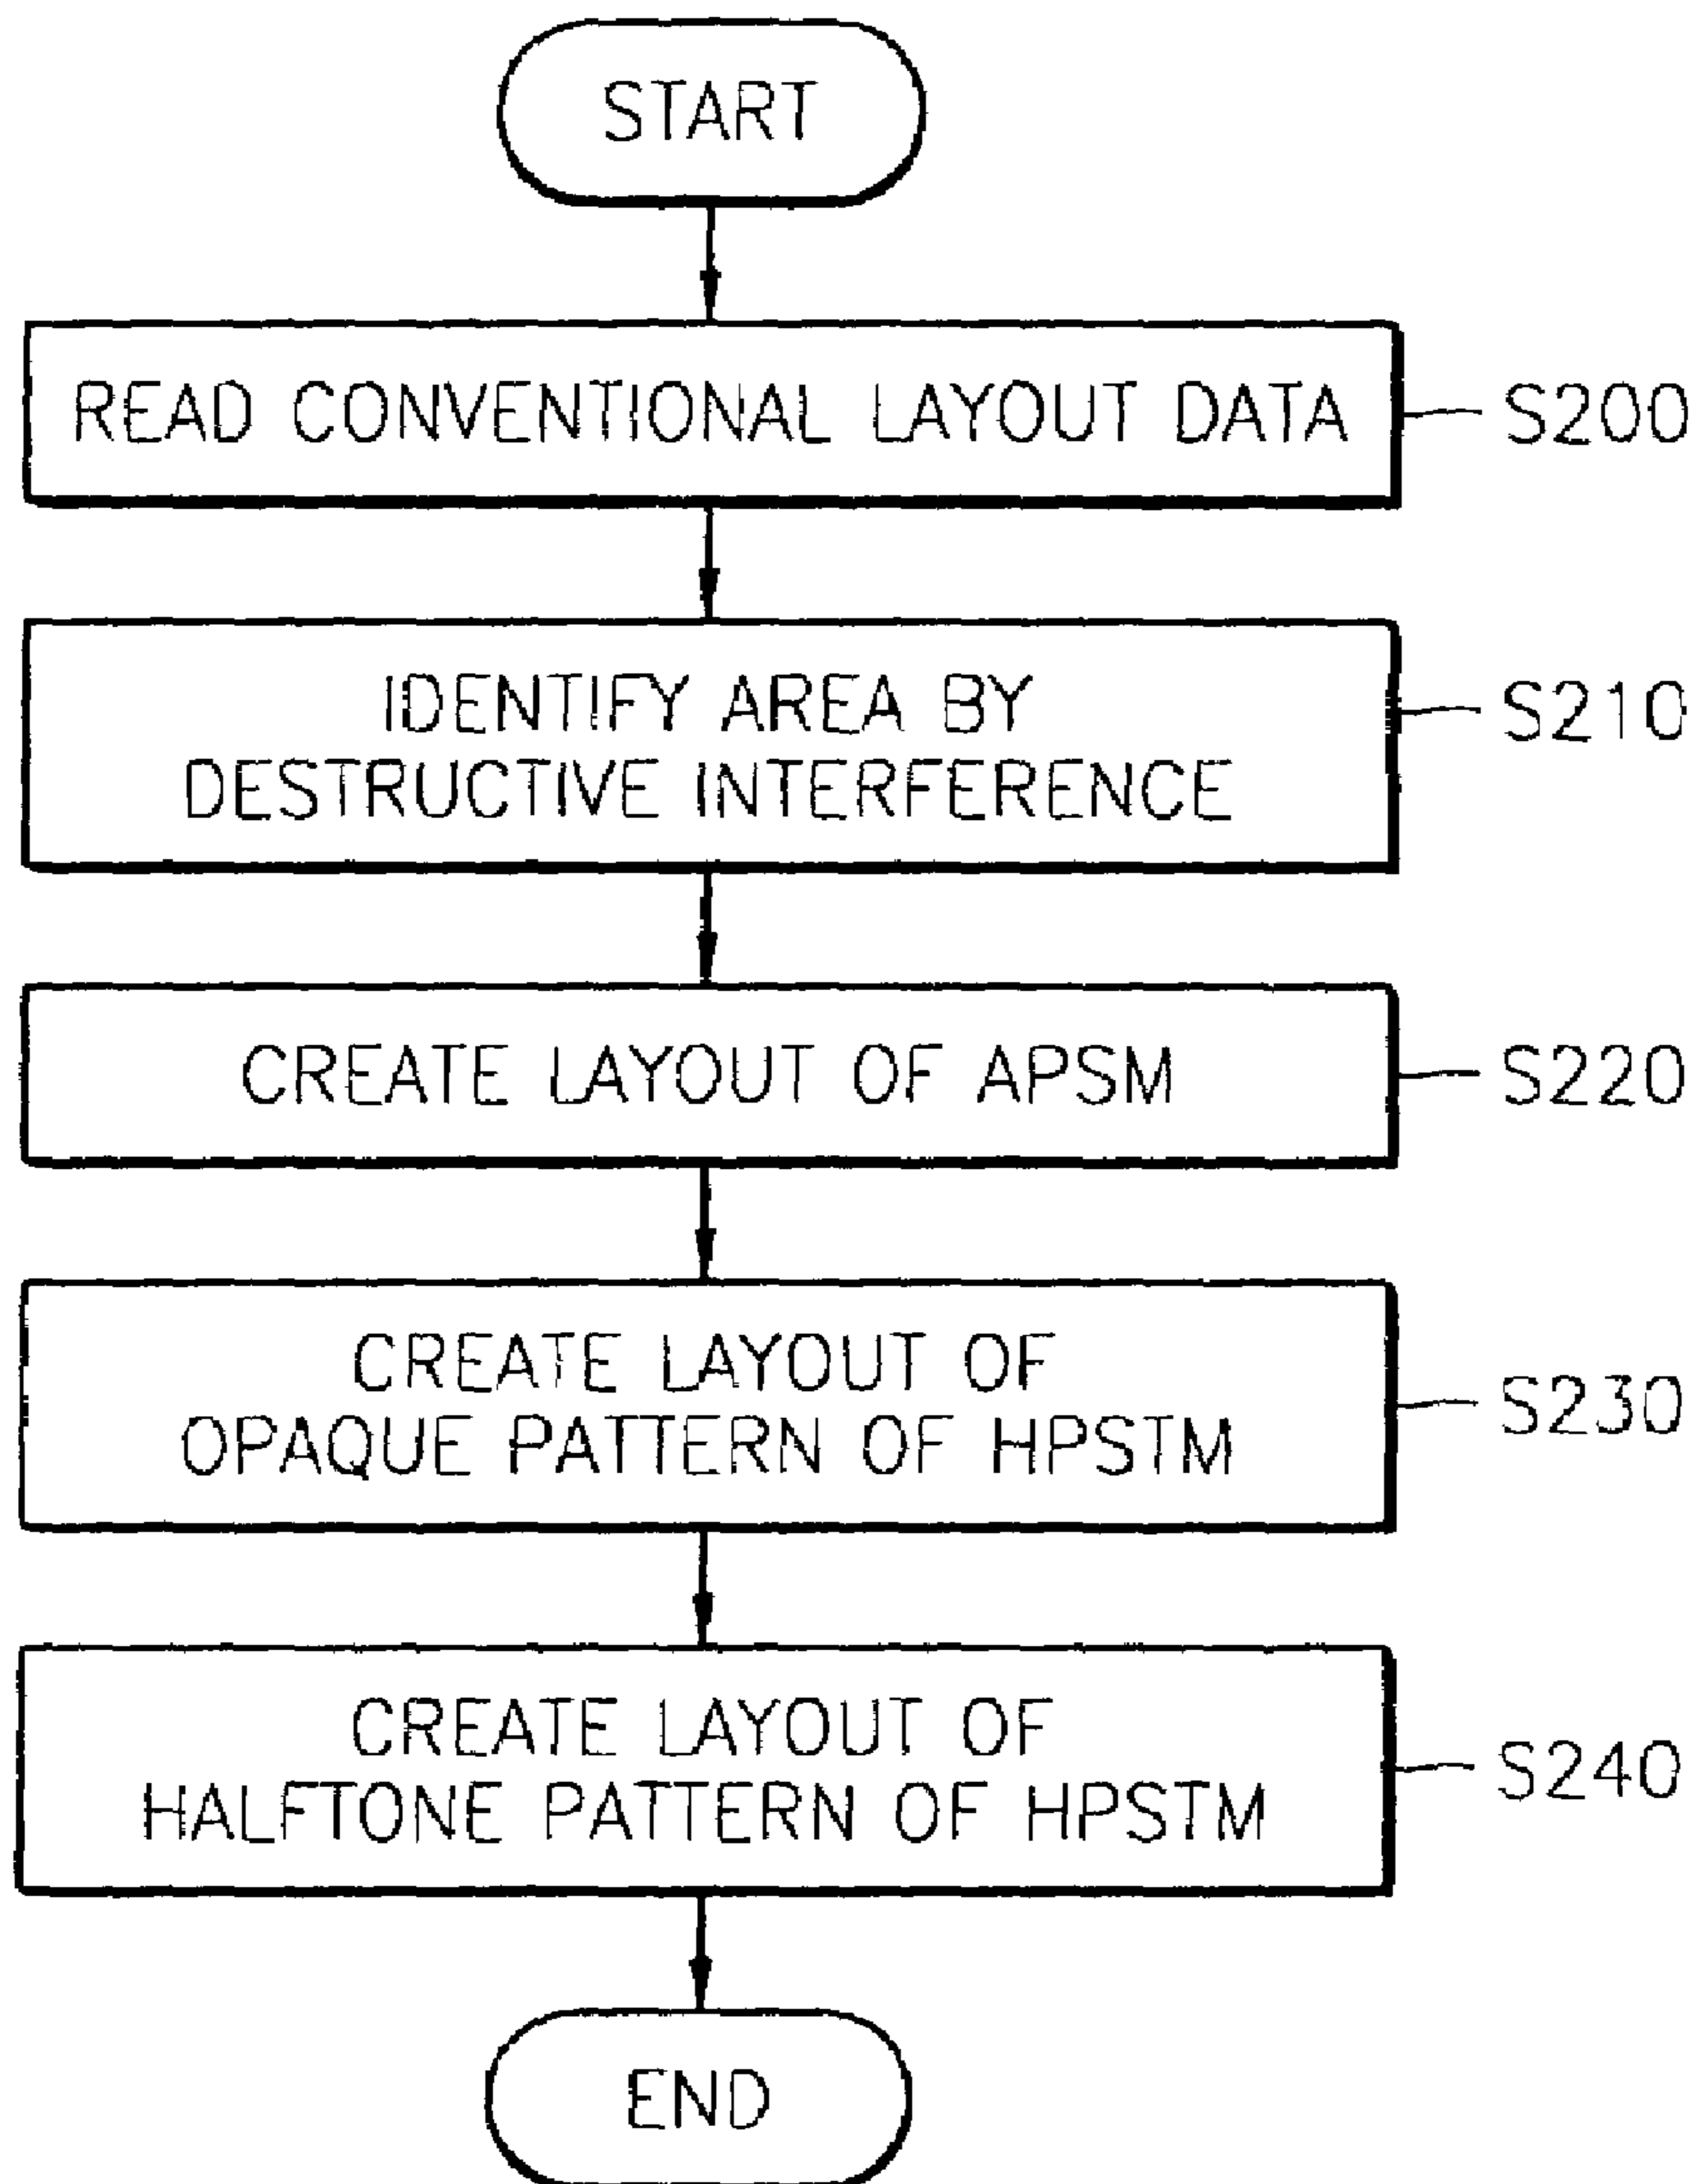 START
READ CONVENTIONAL LAYOUT DATA
S200
IDENTIFY AREA BY
DESTRUCTIVE INTERFERENCE
S210
CREATE LAYOUT OF APSM
S220
CREATE LAYOUT OF
OPAQUE PATTERN OF HPSTM
S230
CREATE LAYOUT OF
HALFTONE PATTERN OF HPSTM
S240
END